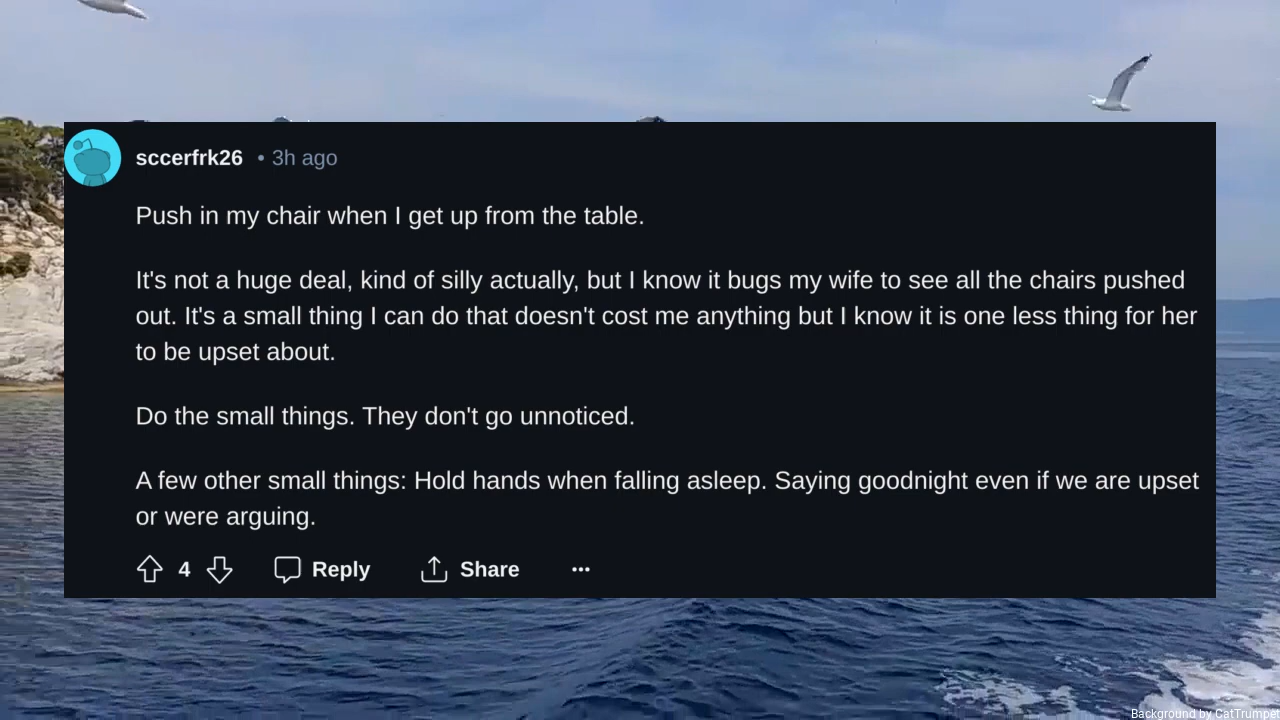 sccerfrk26 • 3h ago
Push in my chair when I get up from the table.
It's not a huge deal, kind of silly actually, but I know it bugs my wife to see all the chairs pushed
out. It's a small thing I can do that doesn't cost me anything but I know it is one less thing for her
to be upset about.
Do the small things. They don't go unnoticed.
A few other small things: Hold hands when falling asleep. Saying goodnight even if we are upset
or were arguing.
4 Reply Share ···
Background by CatTrumpet